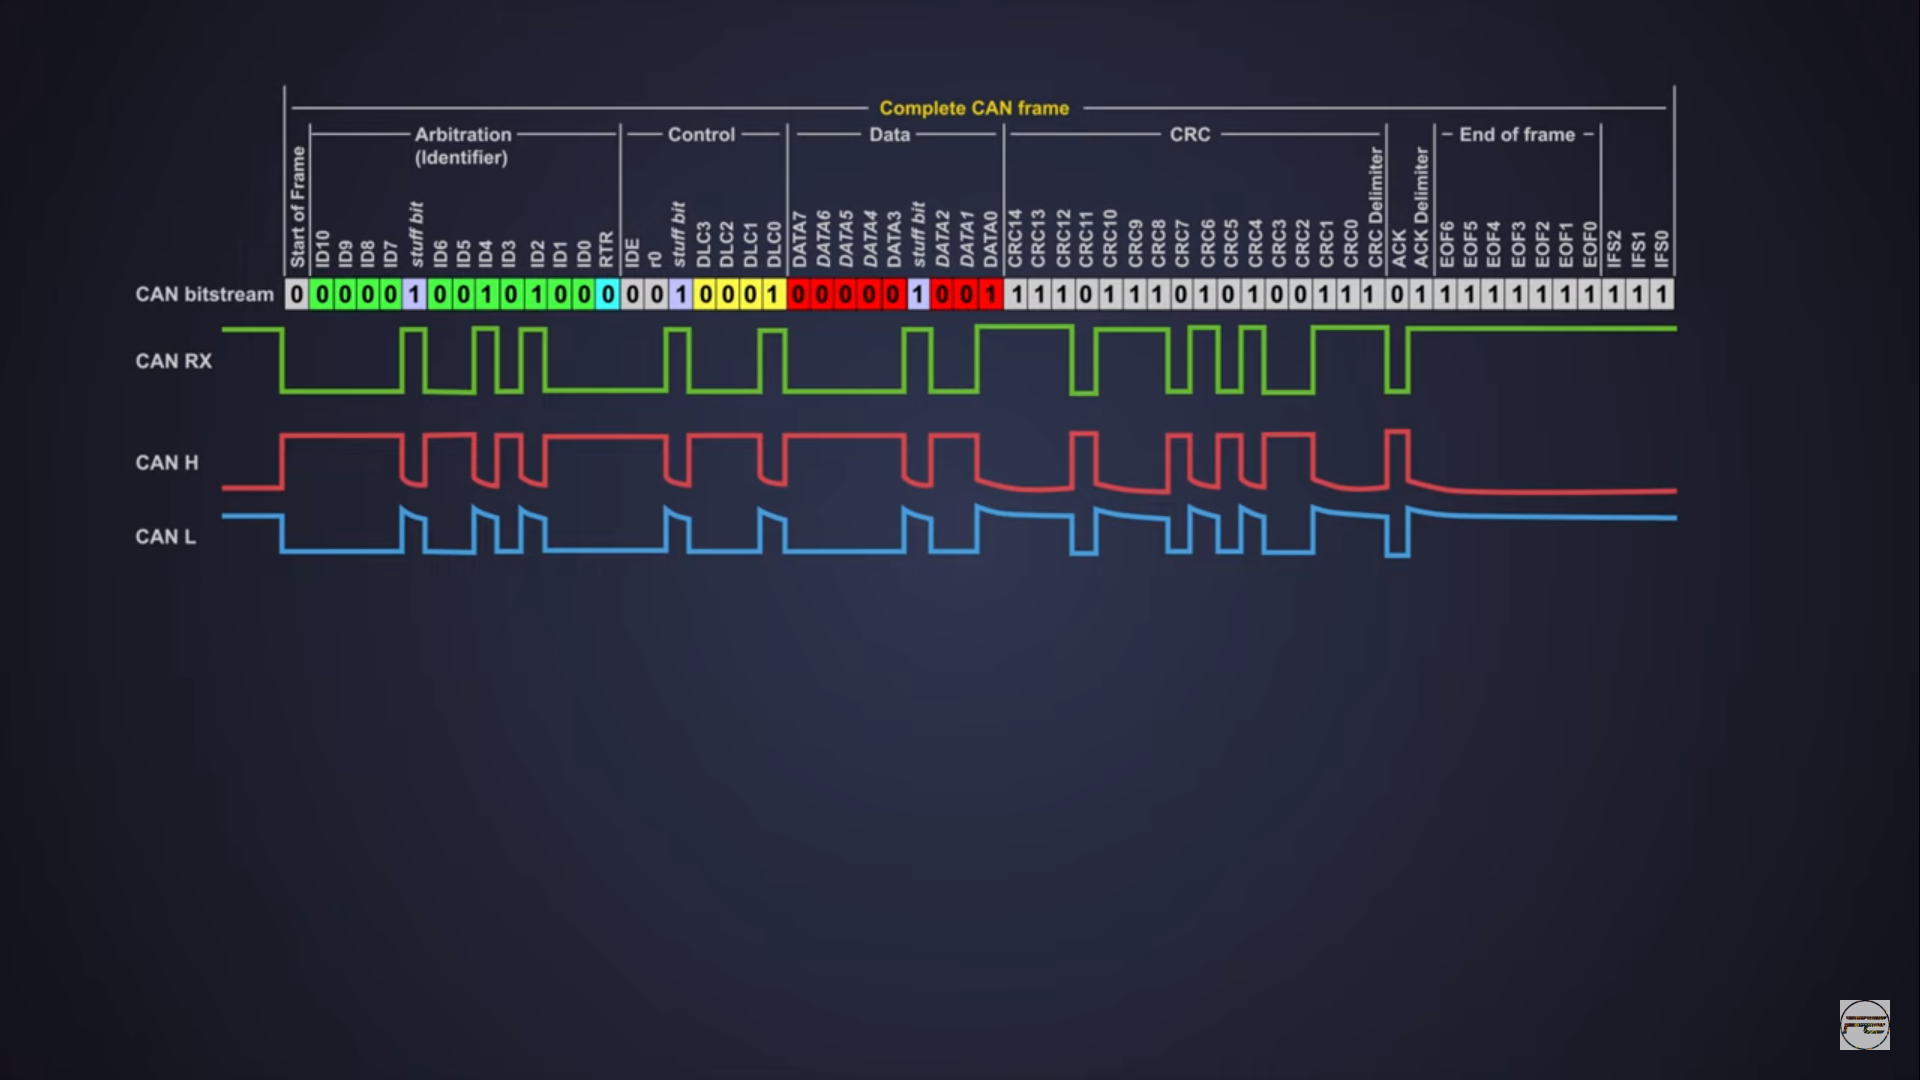 Complete CAN frame
Arbitration Control Data CRC End of frame
(Identifier)
Start of Frame ID10 ID9 ID8 ID7 stuff bit ID6 ID5 ID4 ID3 ID2 ID1 ID0 RTR IDE r0 stuff bit DLC3 DLC2 DLC1 DLC0 DATA7 DATA6 DATA5 DATA4 DATA3 stuff bit DATA2 DATA1 DATA0 CRC14 CRC13 CRC12 CRC11 CRC10 CRC9 CRC8 CRC7 CRC6 CRC5 CRC4 CRC3 CRC2 CRC1 CRC0 CRC Delimiter ACK ACK Delimiter EOF6 EOF5 EOF4 EOF3 EOF2 EOF1 EOF0 IFS2 IFS1 IFS0
CAN bitstream 0 0 0 0 0 1 0 0 1 0 1 0 0 0 0 0 1 0 0 0 1 0 0 0 0 0 1 0 0 1 1 1 1 0 1 1 1 0 1 0 1 0 0 1 1 1 0 1 1 1 1 1 1 1 1 1 1 1
CAN RX
CAN H
CAN L